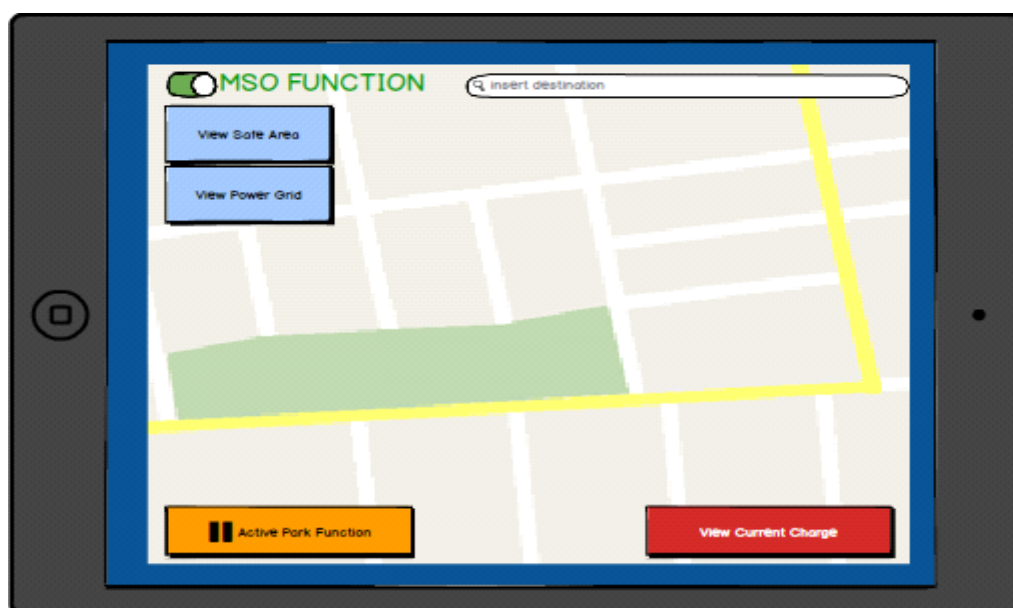 MSO FUNCTION
insert destination
View Safe Area
View Power Grid
Active Park Function
View Current Charge